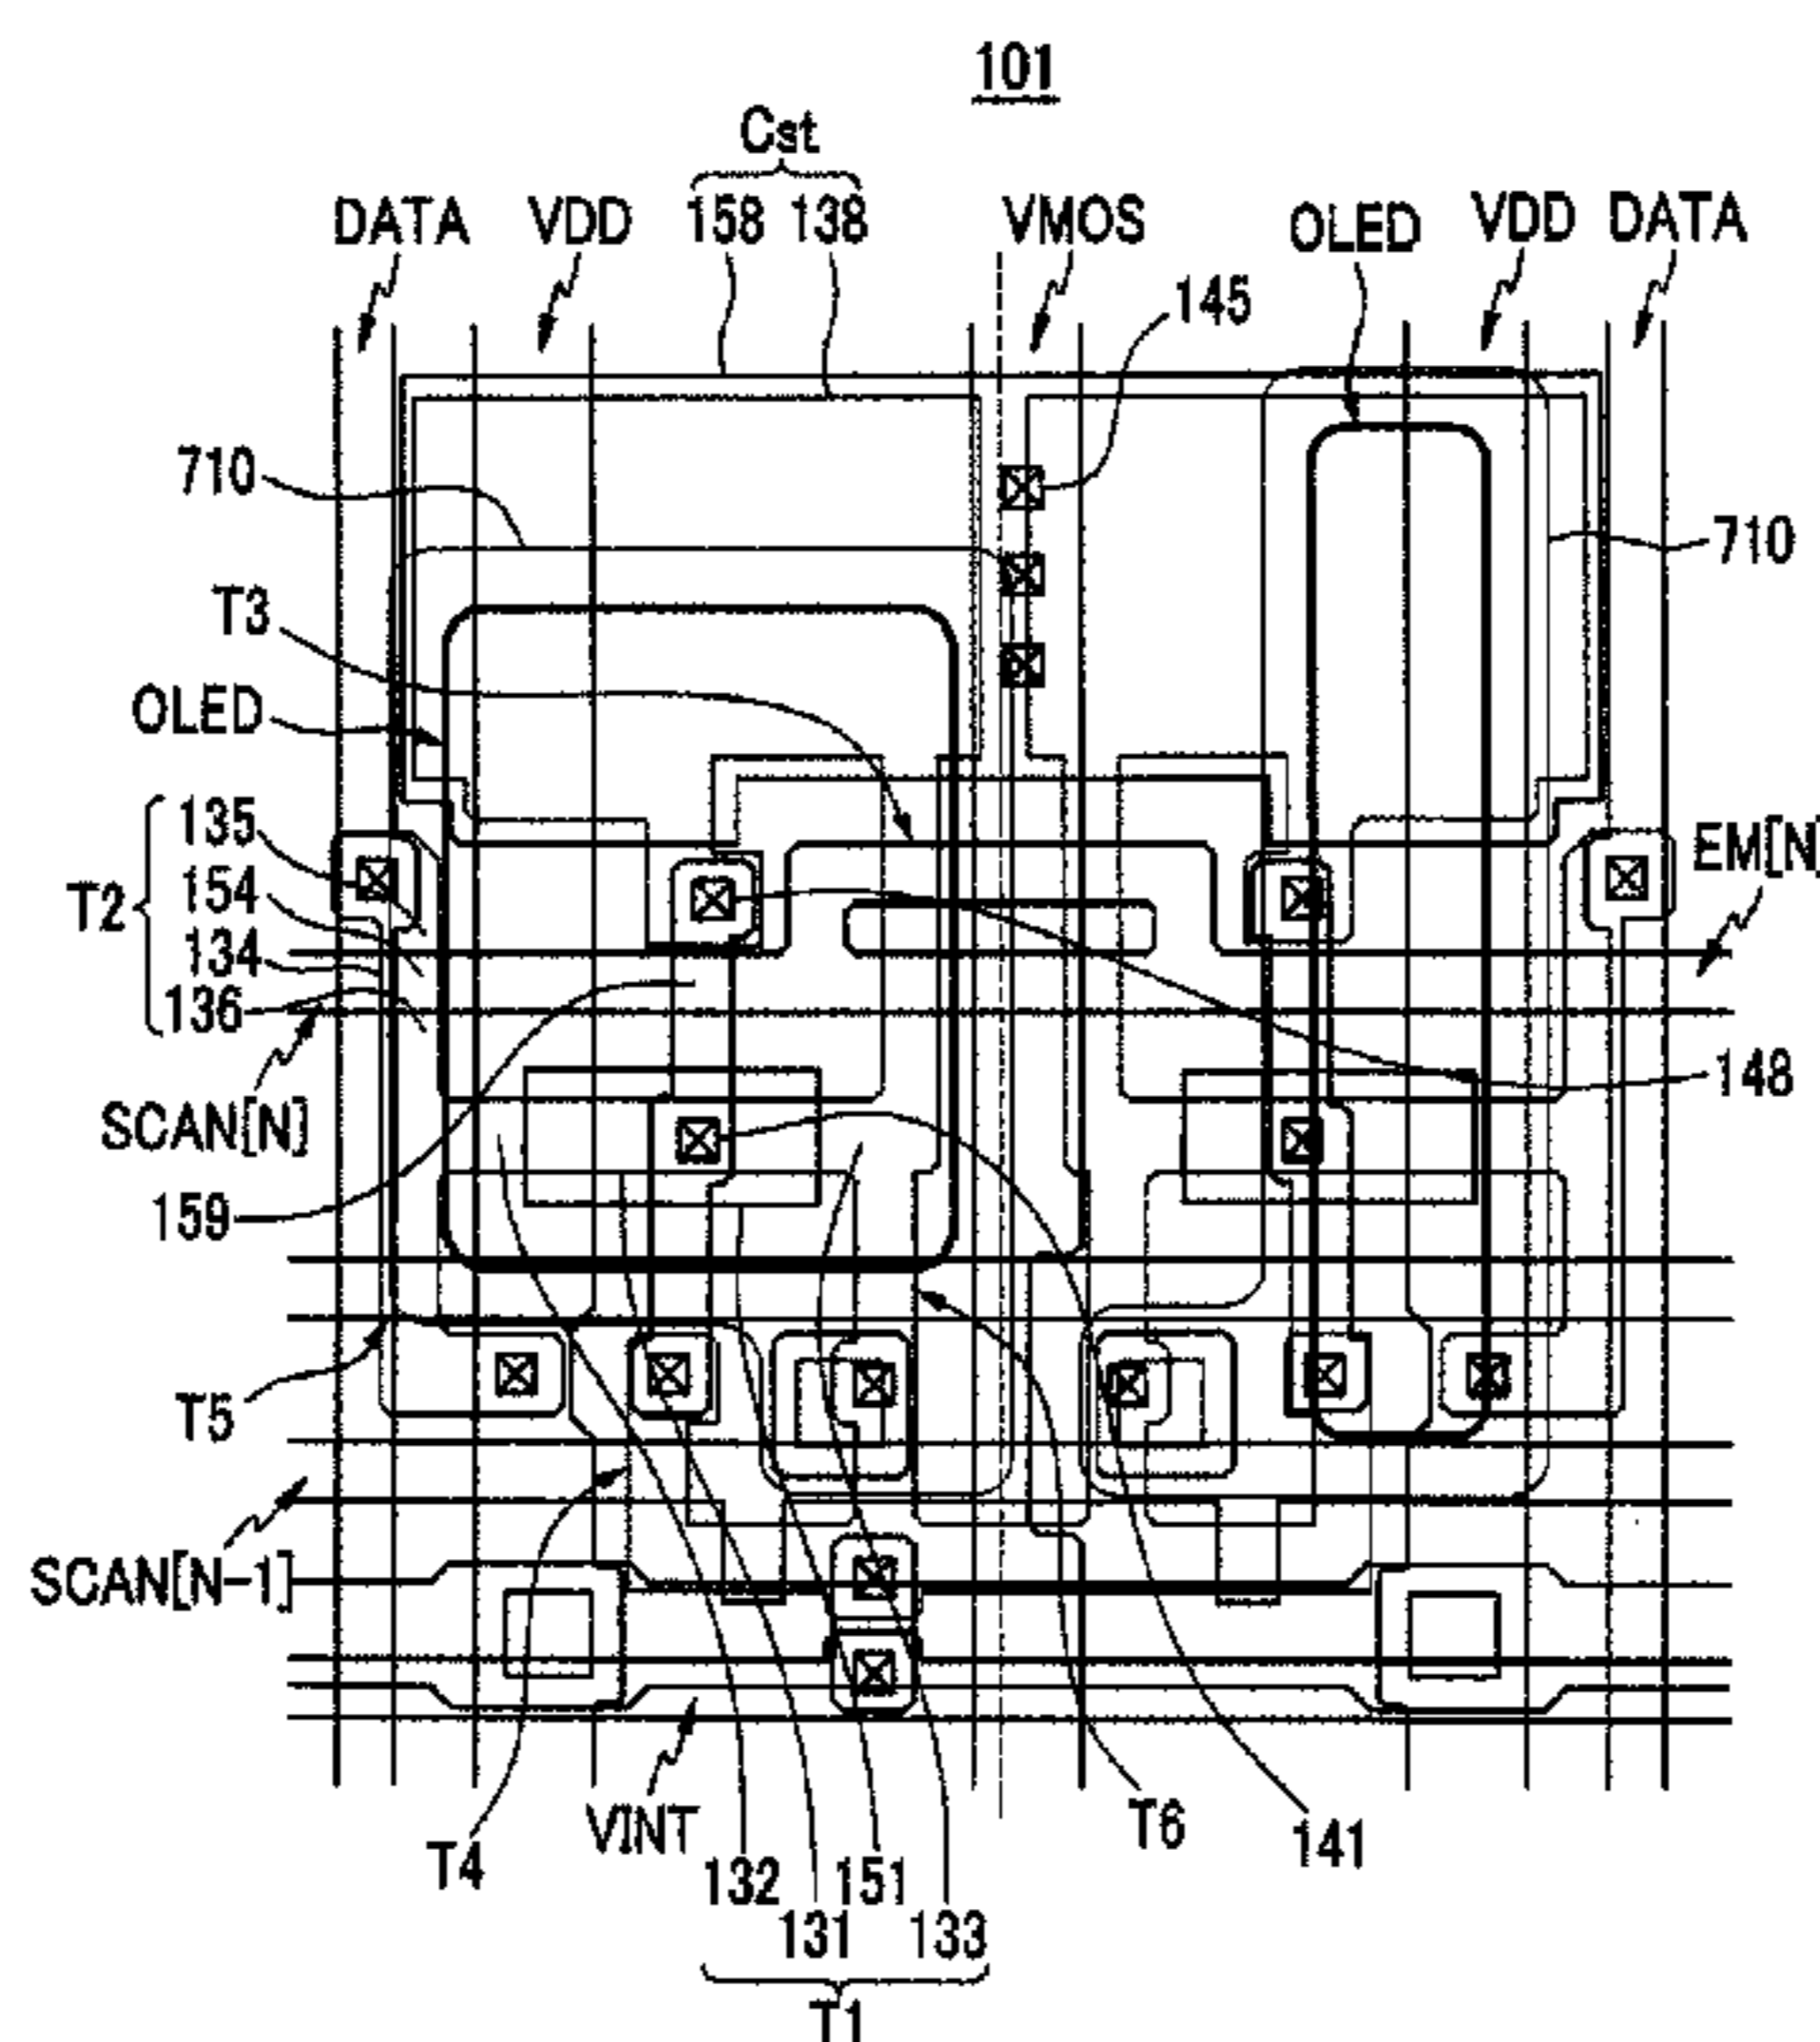 101
Cst
158 138
DATA VDD VMOS OLED VDD DATA
145
710
710
T3
OLED
135
EM[N]
T2 154
134
136
148
SCAN[N]
159
T5
SCAN[N-1]
VINT T6
T4 141
132 151
131 133
T1